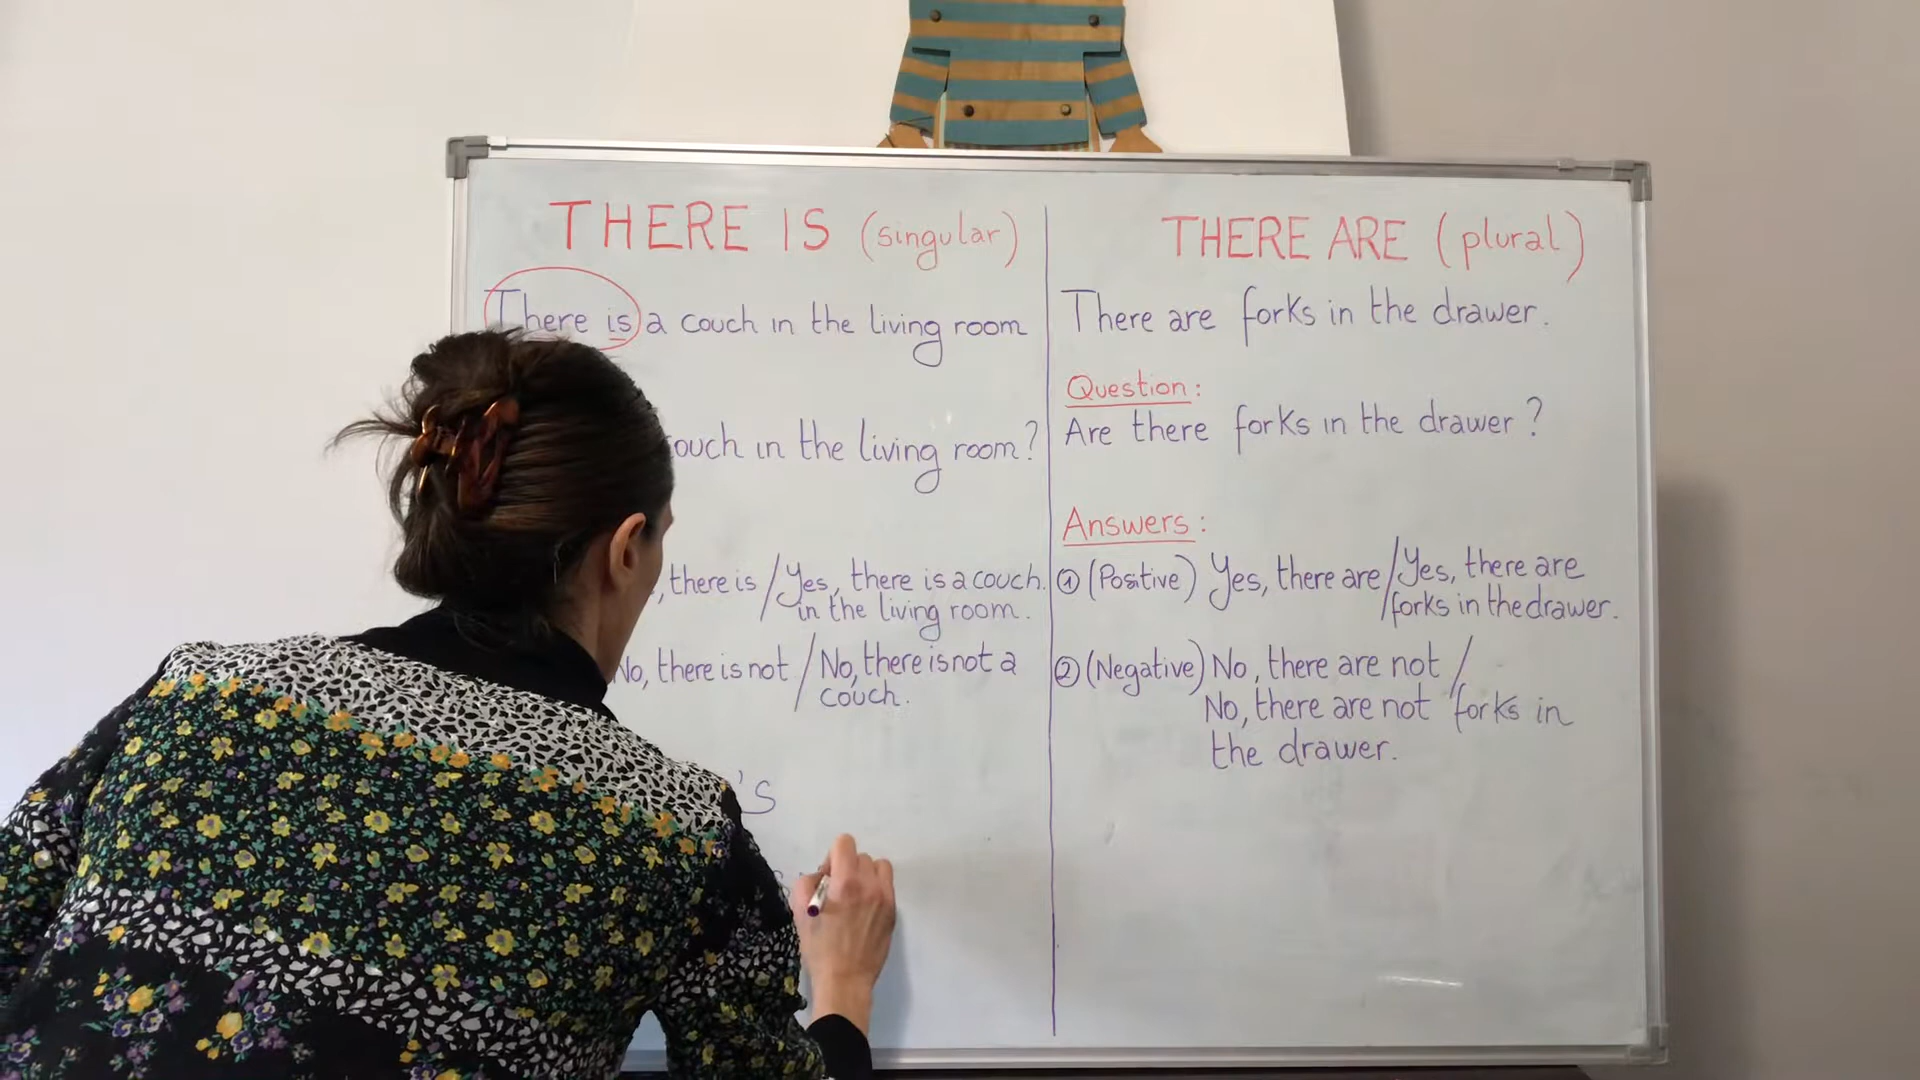 THERE IS (singular)
There is a couch in the living room
couch in the living room?
there is / Yes, there is a couch.
in the living room.
No, there is not / No, there is not a
couch.
's
THERE ARE (plural)
There are forks in the drawer.
Question:
Are there forks in the drawer?
Answers:
① (Positive) Yes, there are / Yes, there are
forks in the drawer.
② (Negative) No, there are not /
No, there are not forks in
the drawer.